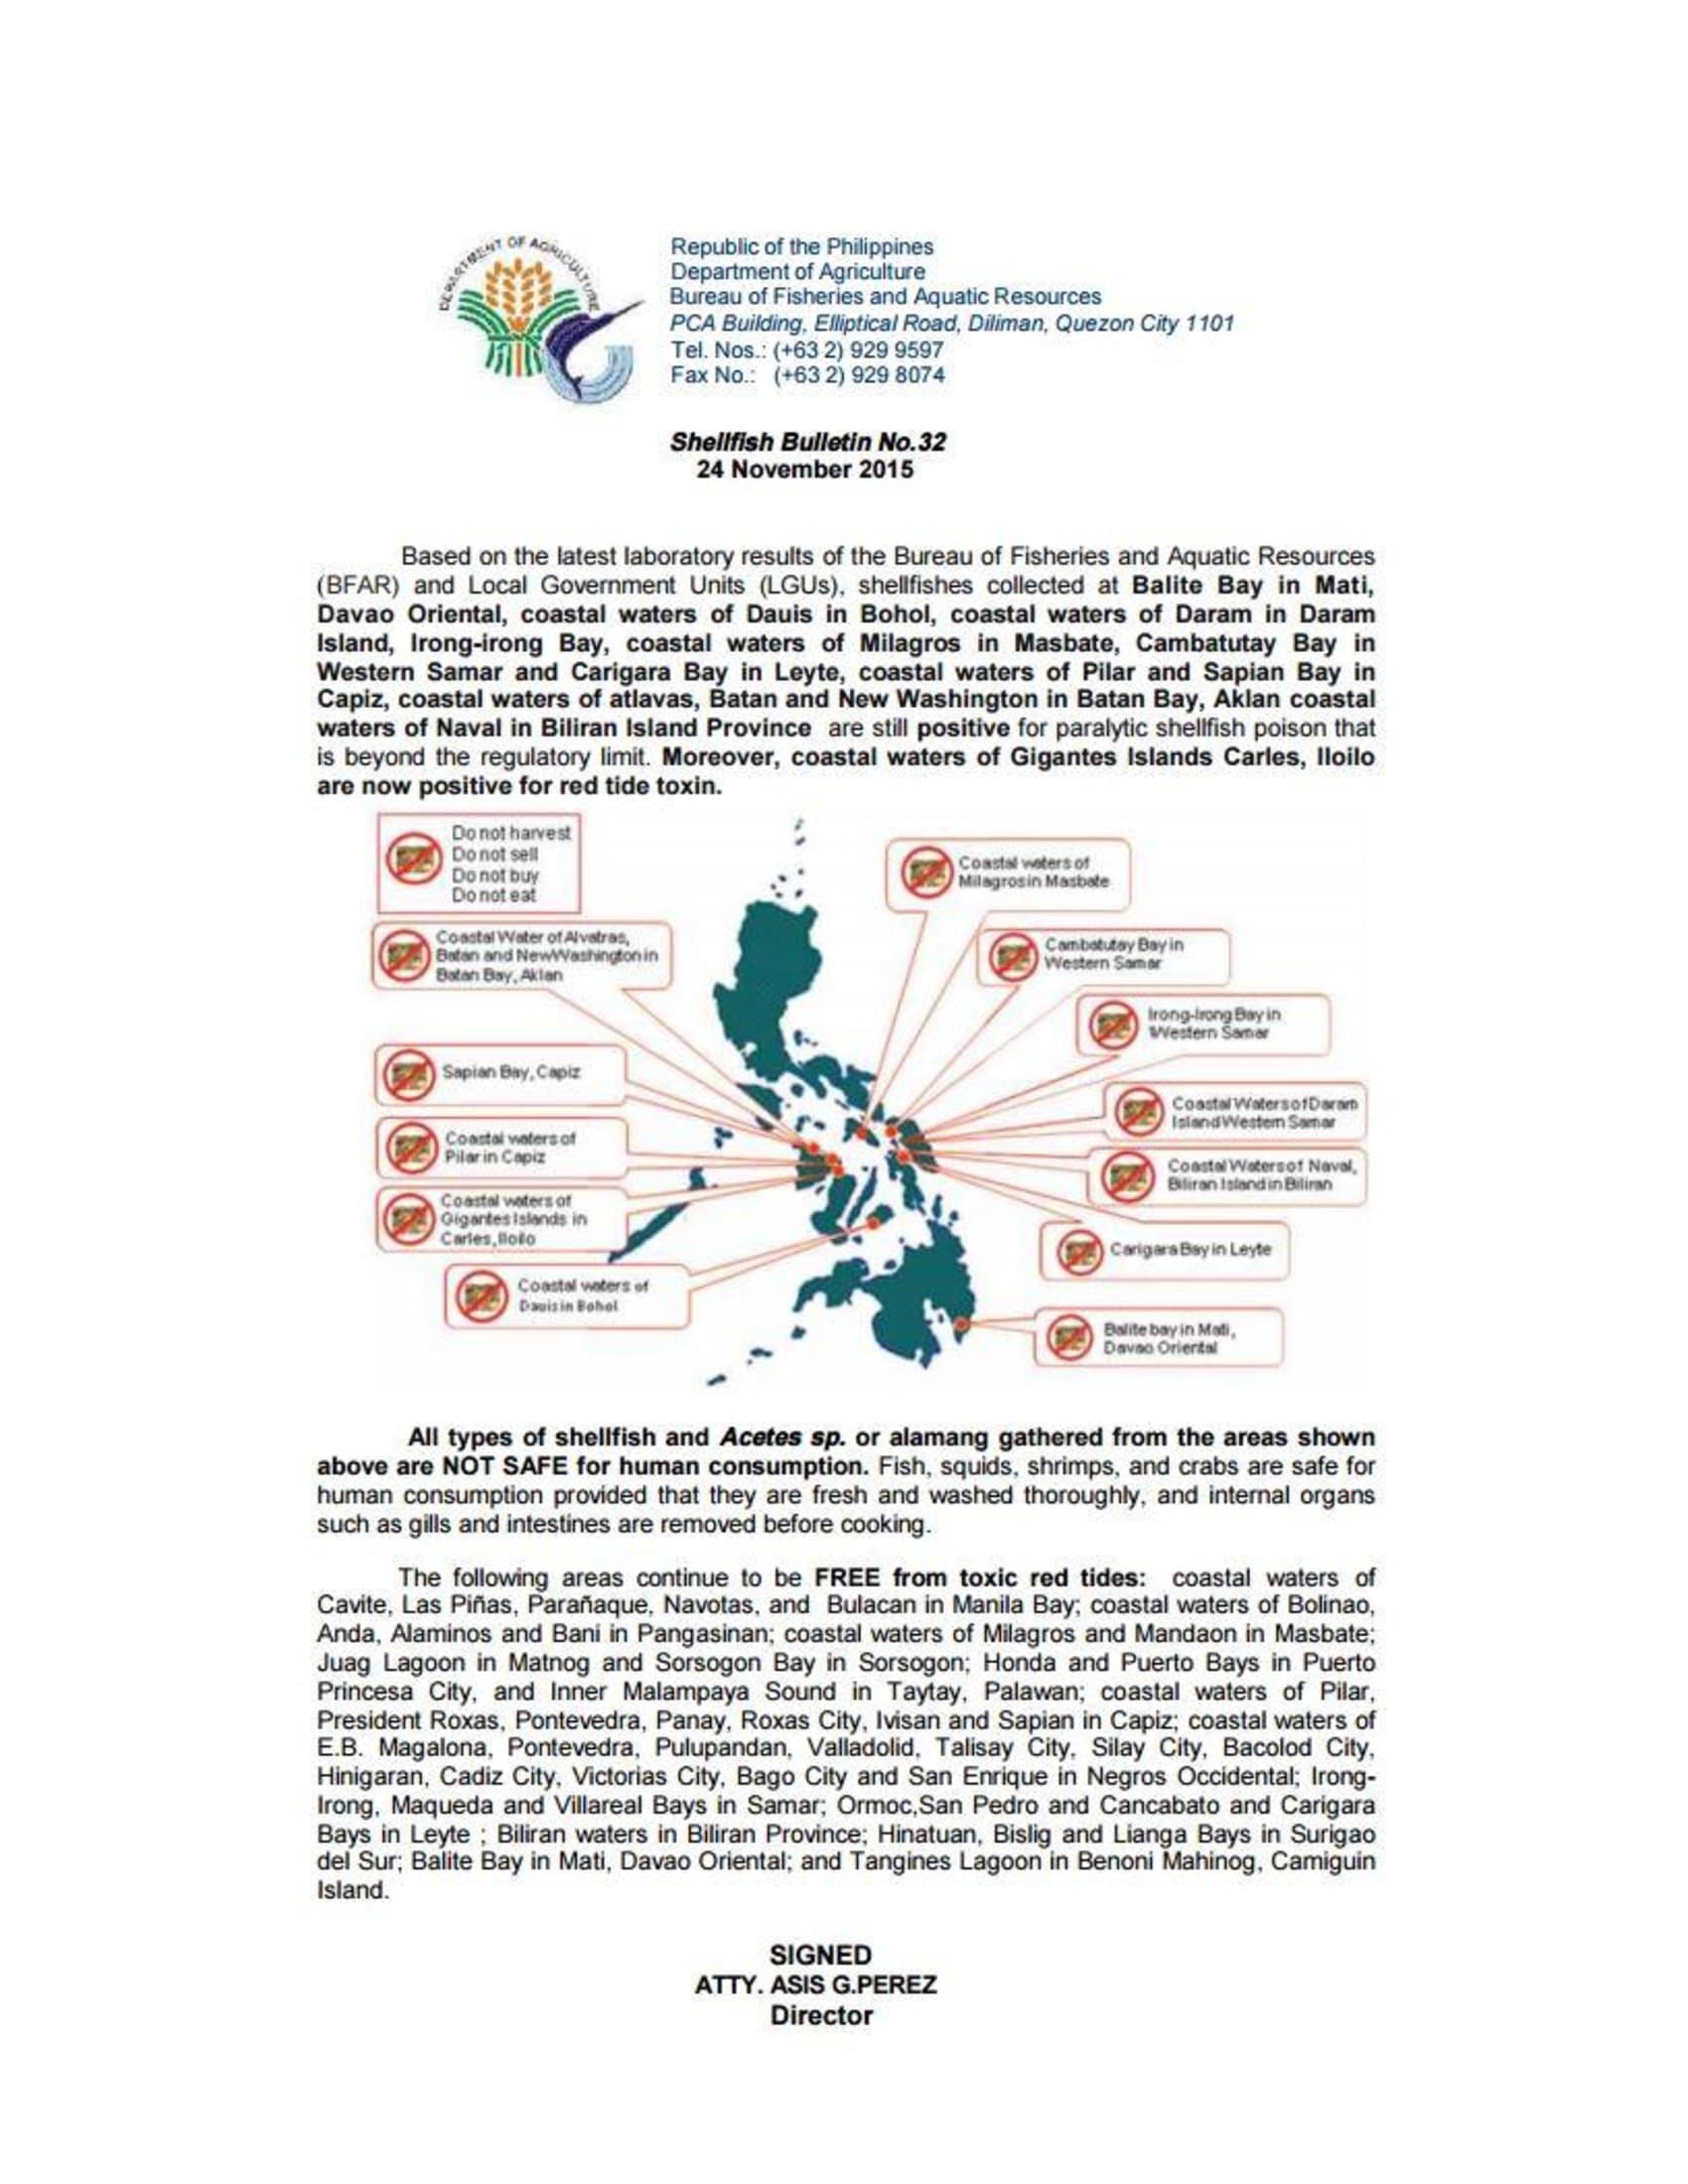 DEPARTMENT OF AGRICULTURE
Republic of the Philippines
Department of Agriculture
Bureau of Fisheries and Aquatic Resources
PCA Building, Elliptical Road, Diliman, Quezon City 1101
Tel. Nos.: (+63 2) 929 9597
Fax No.: (+63 2) 929 8074
Shellfish Bulletin No.32
24 November 2015
Based on the latest laboratory results of the Bureau of Fisheries and Aquatic Resources
(BFAR) and Local Government Units (LGUs), shellfishes collected at Balite Bay in Mati,
Davao Oriental, coastal waters of Dauis in Bohol, coastal waters of Daram in Daram
Island, Irong-irong Bay, coastal waters of Milagros in Masbate, Cambatutay Bay in
Western Samar and Carigara Bay in Leyte, coastal waters of Pilar and Sapian Bay in
Capiz, coastal waters of atlavas, Batan and New Washington in Batan Bay, Aklan coastal
waters of Naval in Biliran Island Province are still positive for paralytic shellfish poison that
is beyond the regulatory limit. Moreover, coastal waters of Gigantes Islands Carles, Iloilo
are now positive for red tide toxin.
Do not harvest
Do not sell
Do not buy
Do not eat
Coastal waters of
Milagros in Masbate
Coastal Water of Alvatras,
Batan and New Washington in
Batan Bay, Aklan
Cambatutay Bay in
Western Samar
Irong-Irong Bay in
Western Samar
Sapian Bay, Capiz
Coastal Waters of Daram
Island Western Samar
Coastal waters of
Pilar in Capiz
Coastal Waters of Naval,
Biliran Island in Biliran
Coastal waters of
Gigantes Islands in
Carles, Iloilo
Carigara Bay in Leyte
Coastal waters of
Dauis in Bohol
Balite bay in Mati,
Davao Oriental
All types of shellfish and Acetes sp. or alamang gathered from the areas shown
above are NOT SAFE for human consumption. Fish, squids, shrimps, and crabs are safe for
human consumption provided that they are fresh and washed thoroughly, and internal organs
such as gills and intestines are removed before cooking.
The following areas continue to be FREE from toxic red tides: coastal waters of
Cavite, Las Piñas, Parañaque, Navotas, and Bulacan in Manila Bay; coastal waters of Bolinao,
Anda, Alaminos and Bani in Pangasinan; coastal waters of Milagros and Mandaon in Masbate;
Juag Lagoon in Matnog and Sorsogon Bay in Sorsogon; Honda and Puerto Bays in Puerto
Princesa City, and Inner Malampaya Sound in Taytay, Palawan; coastal waters of Pilar,
President Roxas, Pontevedra, Panay, Roxas City, Ivisan and Sapian in Capiz; coastal waters of
E.B. Magalona, Pontevedra, Pulupandan, Valladolid, Talisay City, Silay City, Bacolod City,
Hinigaran, Cadiz City, Victorias City, Bago City and San Enrique in Negros Occidental; Irong-
Irong, Maqueda and Villareal Bays in Samar; Ormoc,San Pedro and Cancabato and Carigara
Bays in Leyte ; Biliran waters in Biliran Province; Hinatuan, Bislig and Lianga Bays in Surigao
del Sur; Balite Bay in Mati, Davao Oriental; and Tangines Lagoon in Benoni Mahinog, Camiguin
Island.
SIGNED
ATTY. ASIS G.PEREZ
Director